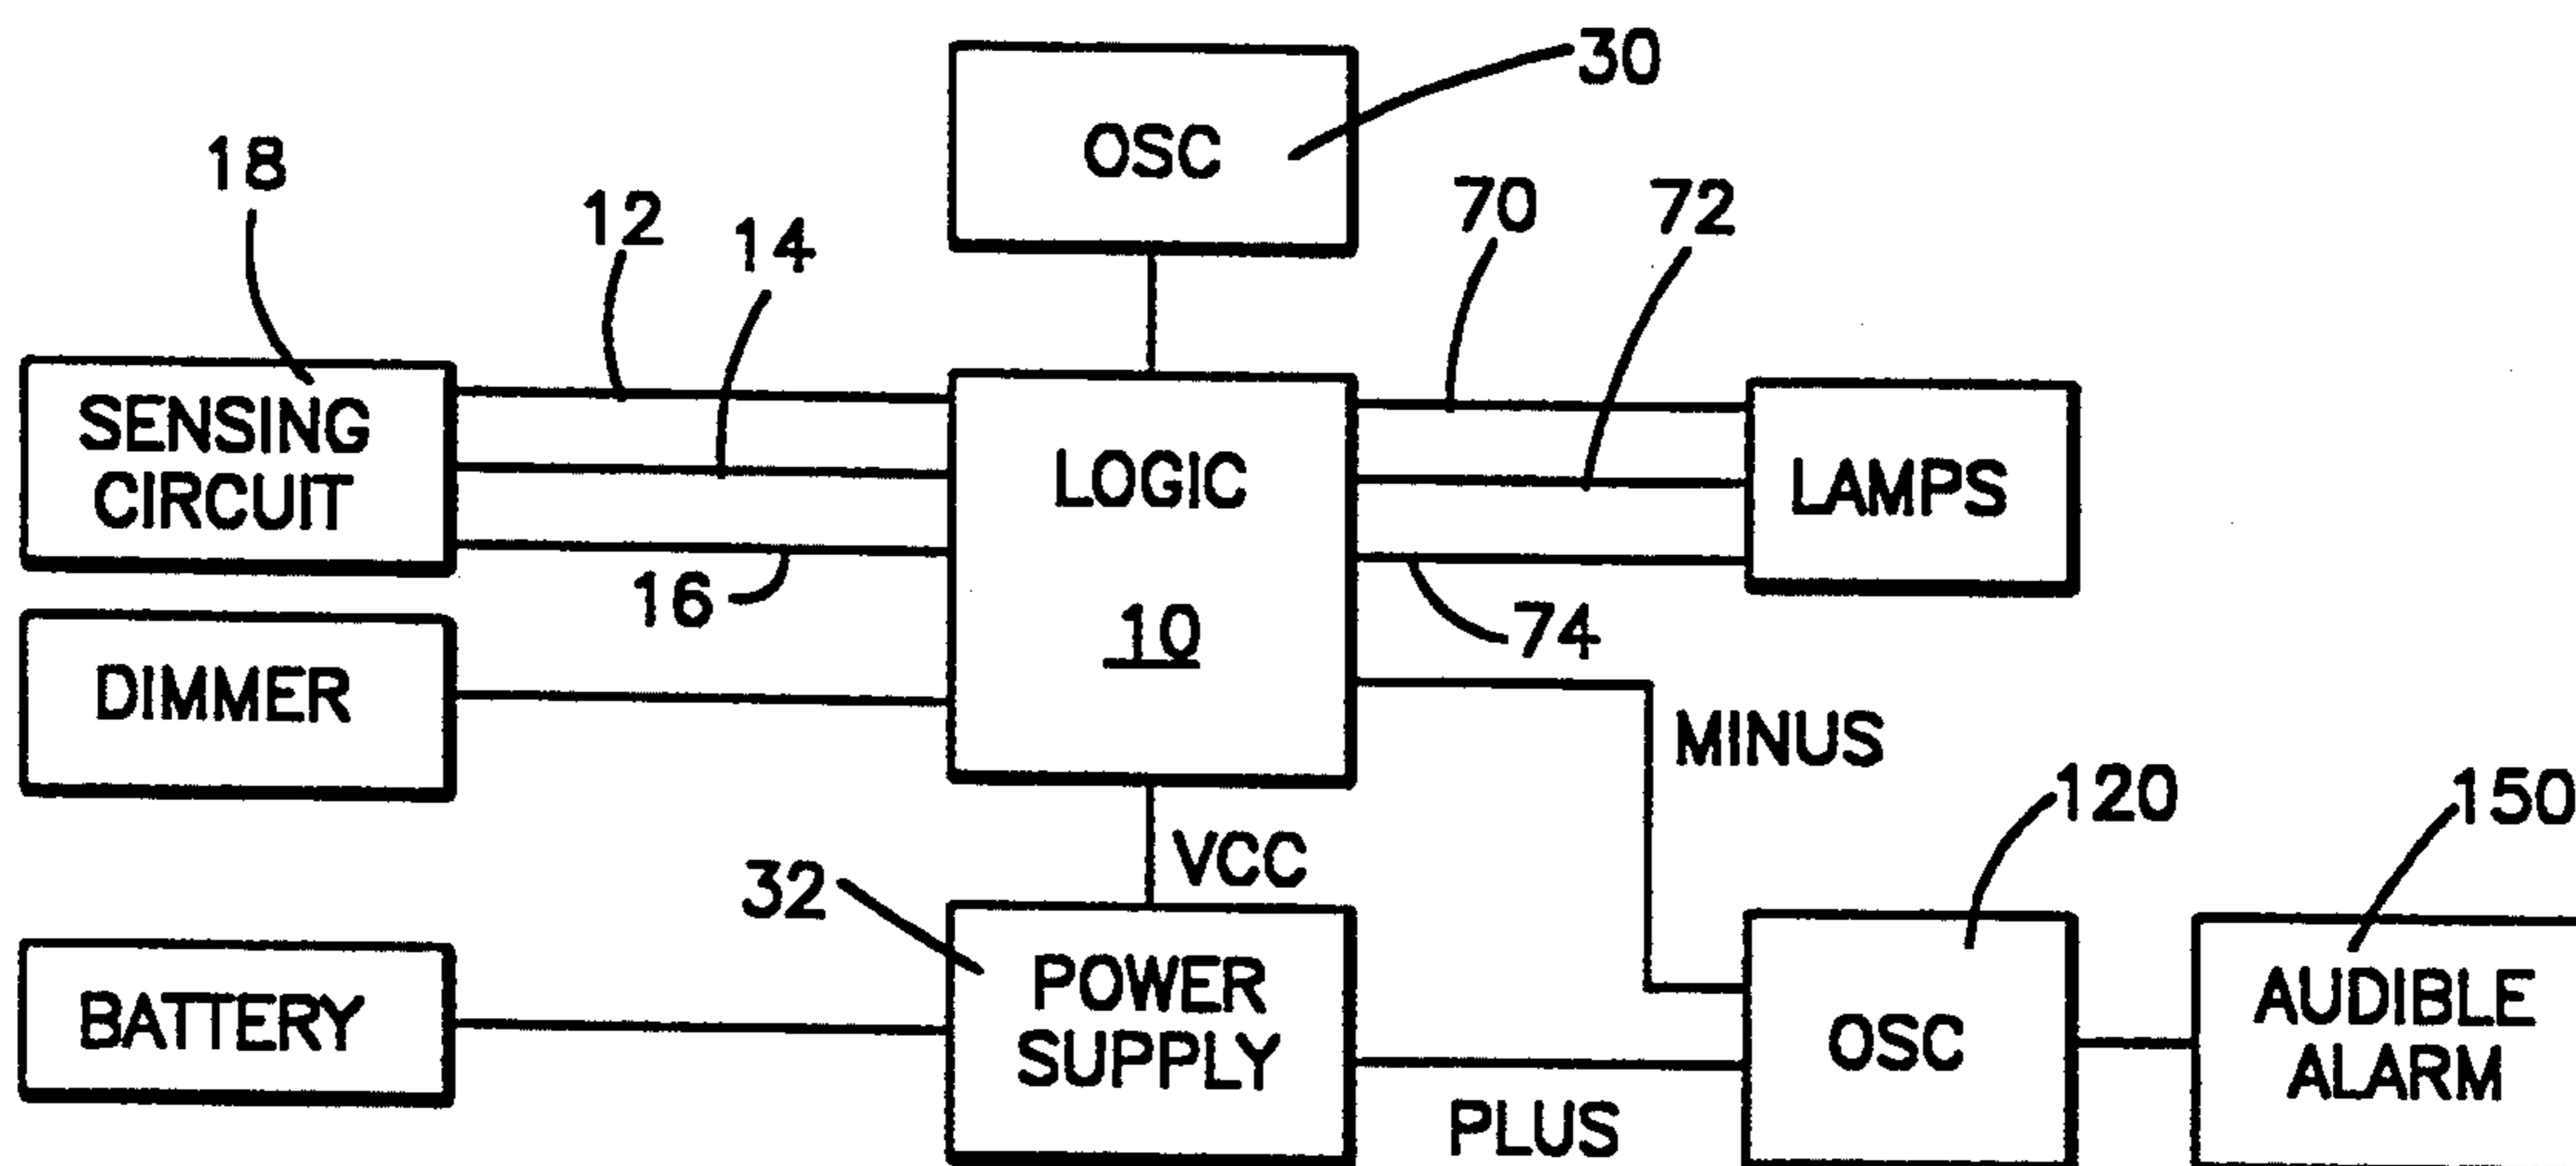 30
OSC
18
12
14
70
72
SENSING
CIRCUIT
LOGIC
10
LAMPS
16
74
DIMMER
MINUS
VCC
120
150
32
BATTERY
POWER
SUPPLY
PLUS
OSC
AUDIBLE
ALARM